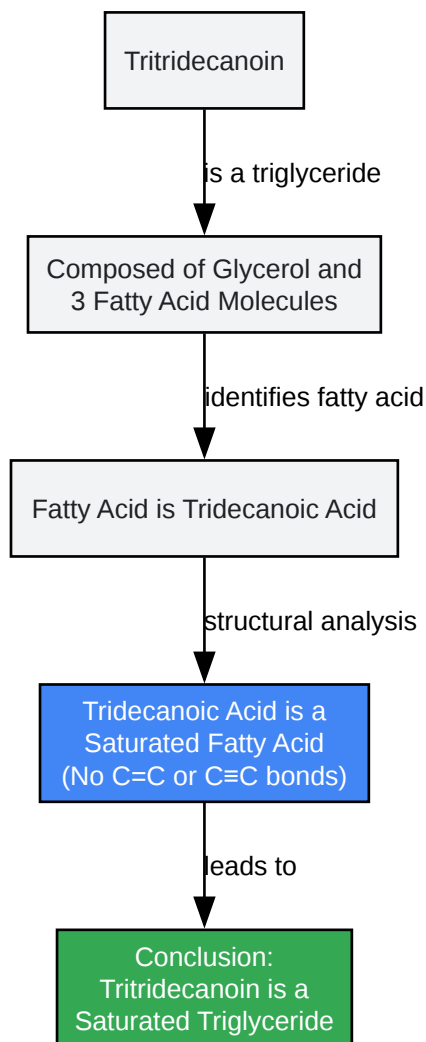 Tritridecanoin
is a triglyceride
Composed of Glycerol and
3 Fatty Acid Molecules
identifies fatty acid
Fatty Acid is Tridecanoic Acid
structural analysis
Tridecanoic Acid is a
Saturated Fatty Acid
(No C=C or C≡C bonds)
leads to
Conclusion:
Tritridecanoin is a
Saturated Triglyceride